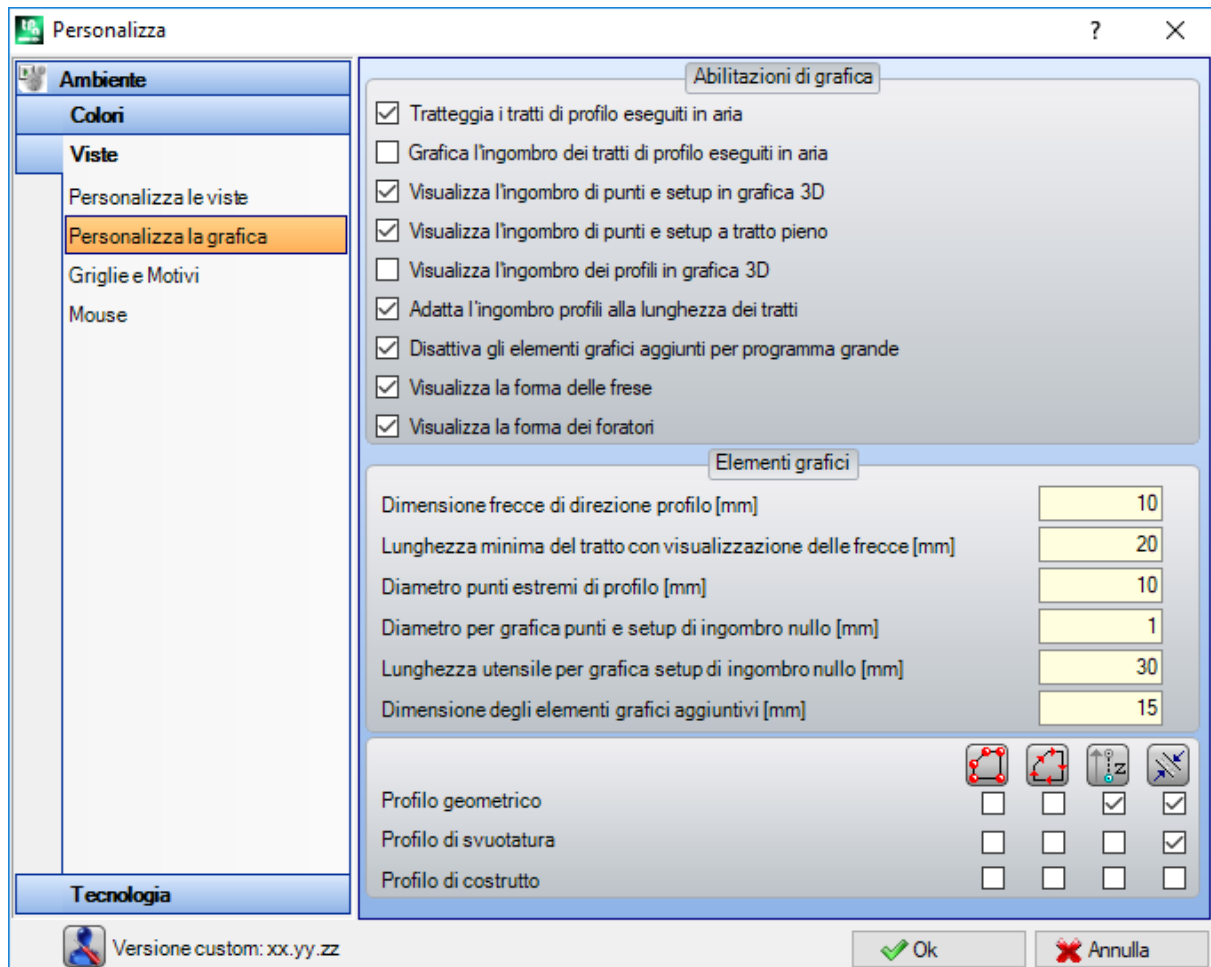 Personalizza
?
Ambiente
Colori
Viste
Personalizza le viste
Personalizza la grafica
Griglie e Motivi
Mouse
Tecnologia
Abilitazioni di grafica
Tratteggia i tratti di profilo eseguiti in aria
Grafica l'ingombro dei tratti di profilo eseguiti in aria
Visualizza l'ingombro di punti e setup in grafica 3D
Visualizza l'ingombro di punti e setup a tratto pieno
Visualizza l'ingombro dei profili in grafica 3D
Adatta l'ingombro profili alla lunghezza dei tratti
Disattiva gli elementi grafici aggiunti per programma grande
Visualizza la forma delle frese
Visualizza la forma dei foratori
Elementi grafici
Dimensione frecce di direzione profilo [mm] 10
Lunghezza minima del tratto con visualizzazione delle frecce [mm] 20
Diametro punti estremi di profilo [mm] 10
Diametro per grafica punti e setup di ingombro nullo [mm] 1
Lunghezza utensile per grafica setup di ingombro nullo [mm] 30
Dimensione degli elementi grafici aggiuntivi [mm] 15
z
Profilo geometrico
Profilo di svuotatura
Profilo di costrutto
Versione custom: xx.yy.zz
Ok
Annulla